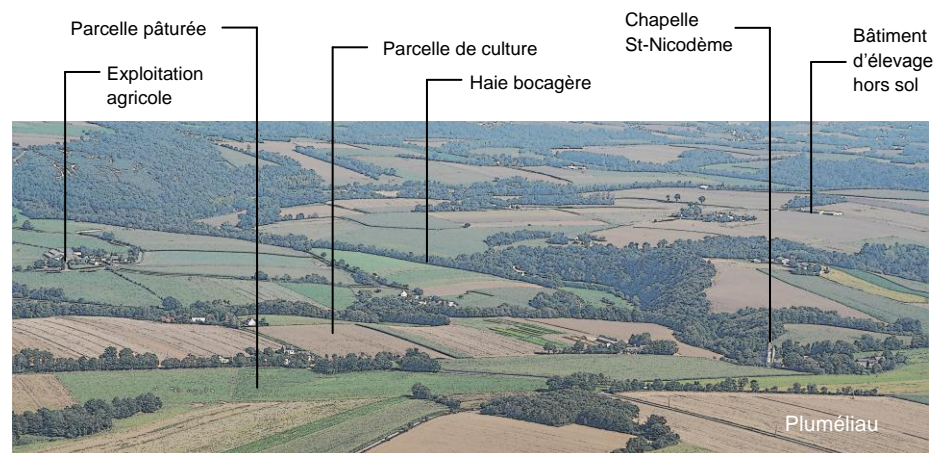 Parcelle pâturée
Exploitation
agricole
Parcelle de culture
Haie bocagère
Chapelle
St-Nicodème
Bâtiment
d'élevage
hors sol
Pluméliau